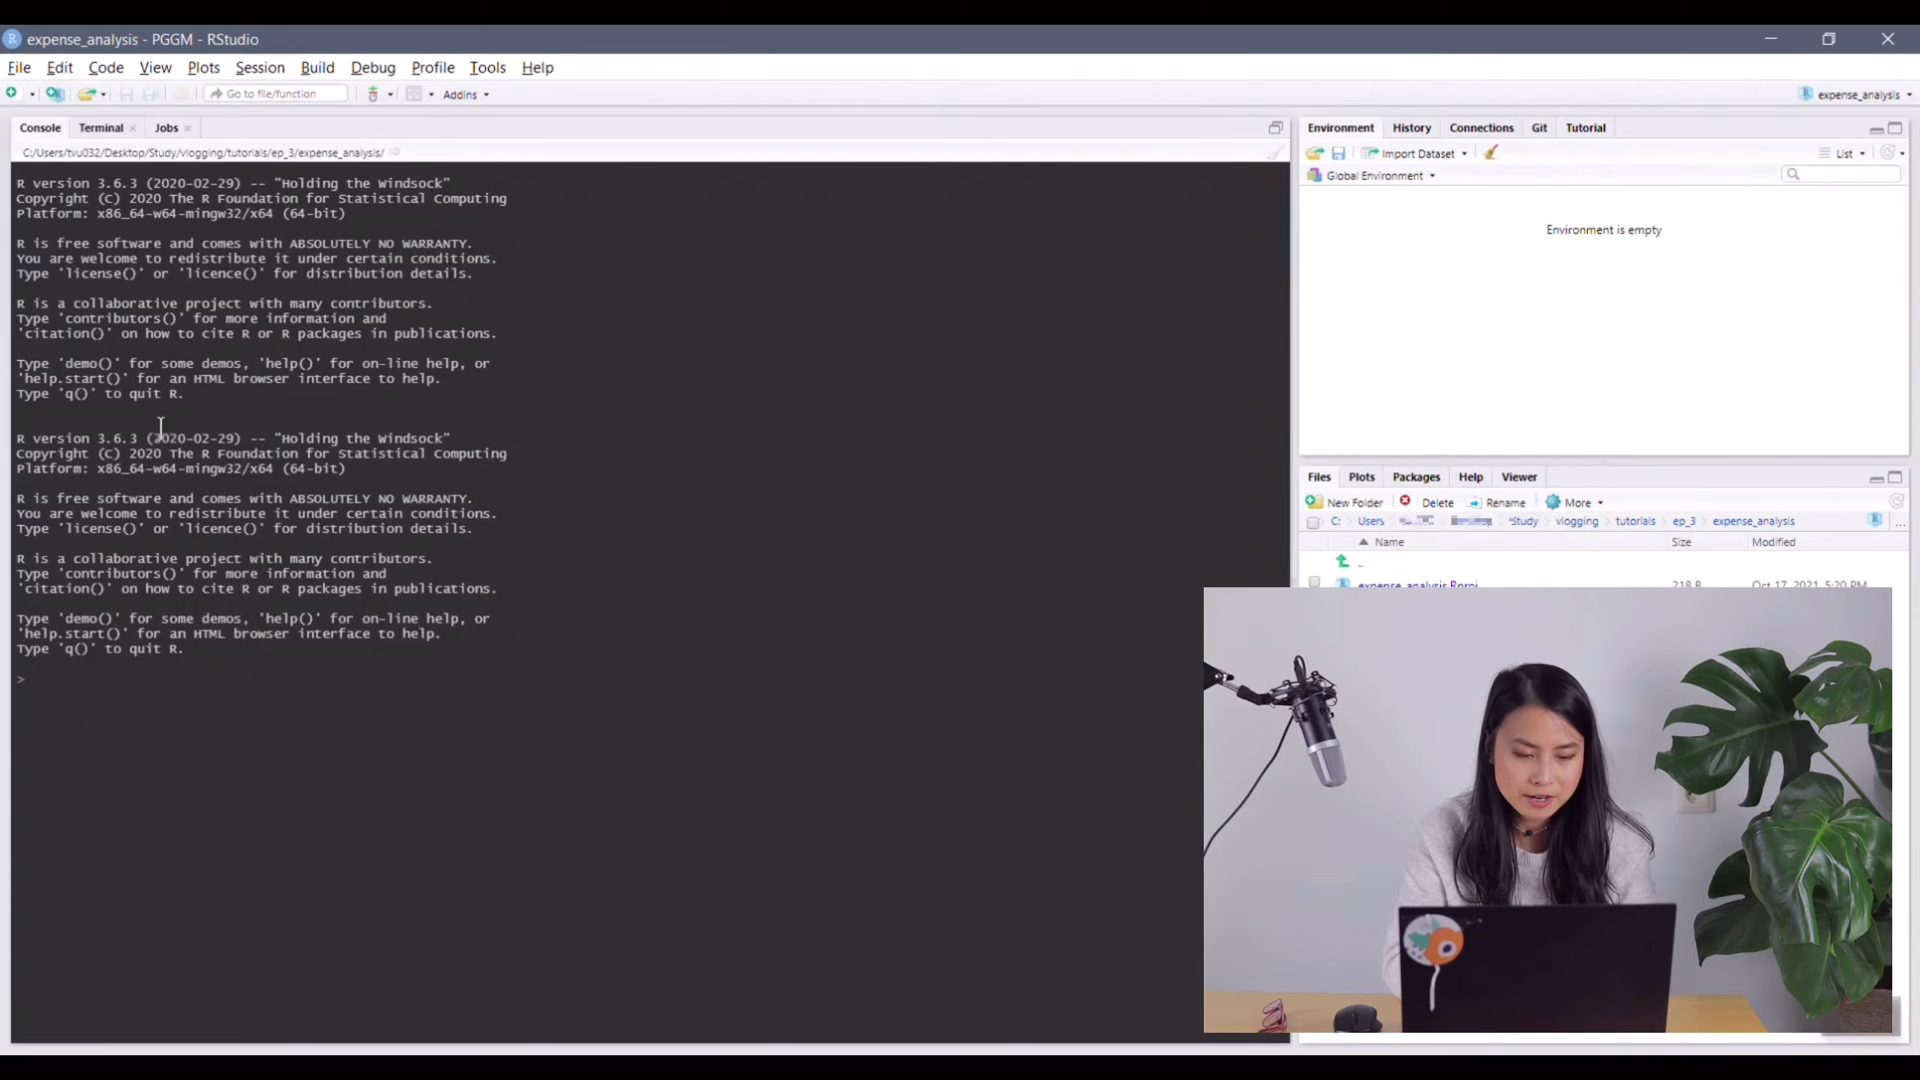 expense_analysis - PGGM - RStudio
File Edit Code View Plots Session Build Debug Profile Tools Help
Go to file/function Addins expense_analysis
Console Terminal Jobs
C:/Users/tvu032/Desktop/Study/vlogging/tutorials/ep_3/expense_analysis/
R version 3.6.3 (2020-02-29) -- "Holding the Windsock"
Copyright (C) 2020 The R Foundation for Statistical Computing
Platform: x86_64-w64-mingw32/x64 (64-bit)
R is free software and comes with ABSOLUTELY NO WARRANTY.
You are welcome to redistribute it under certain conditions.
Type 'license()' or 'licence()' for distribution details.
R is a collaborative project with many contributors.
Type 'contributors()' for more information and
'citation()' on how to cite R or R packages in publications.
Type 'demo()' for some demos, 'help()' for on-line help, or
'help.start()' for an HTML browser interface to help.
Type 'q()' to quit R.
R version 3.6.3 (2020-02-29) -- "Holding the Windsock"
Copyright (C) 2020 The R Foundation for Statistical Computing
Platform: x86_64-w64-mingw32/x64 (64-bit)
R is free software and comes with ABSOLUTELY NO WARRANTY.
You are welcome to redistribute it under certain conditions.
Type 'license()' or 'licence()' for distribution details.
R is a collaborative project with many contributors.
Type 'contributors()' for more information and
'citation()' on how to cite R or R packages in publications.
Type 'demo()' for some demos, 'help()' for on-line help, or
'help.start()' for an HTML browser interface to help.
Type 'q()' to quit R.
>
Environment History Connections Git Tutorial
Import Dataset List
Global Environment
Environment is empty
Files Plots Packages Help Viewer
New Folder Delete Rename More
C: Users Study vlogging tutorials ep_3 expense_analysis ...
Name Size Modified
..
expense_analysis.Rproj 218 B Oct 17, 2021, 5:20 PM